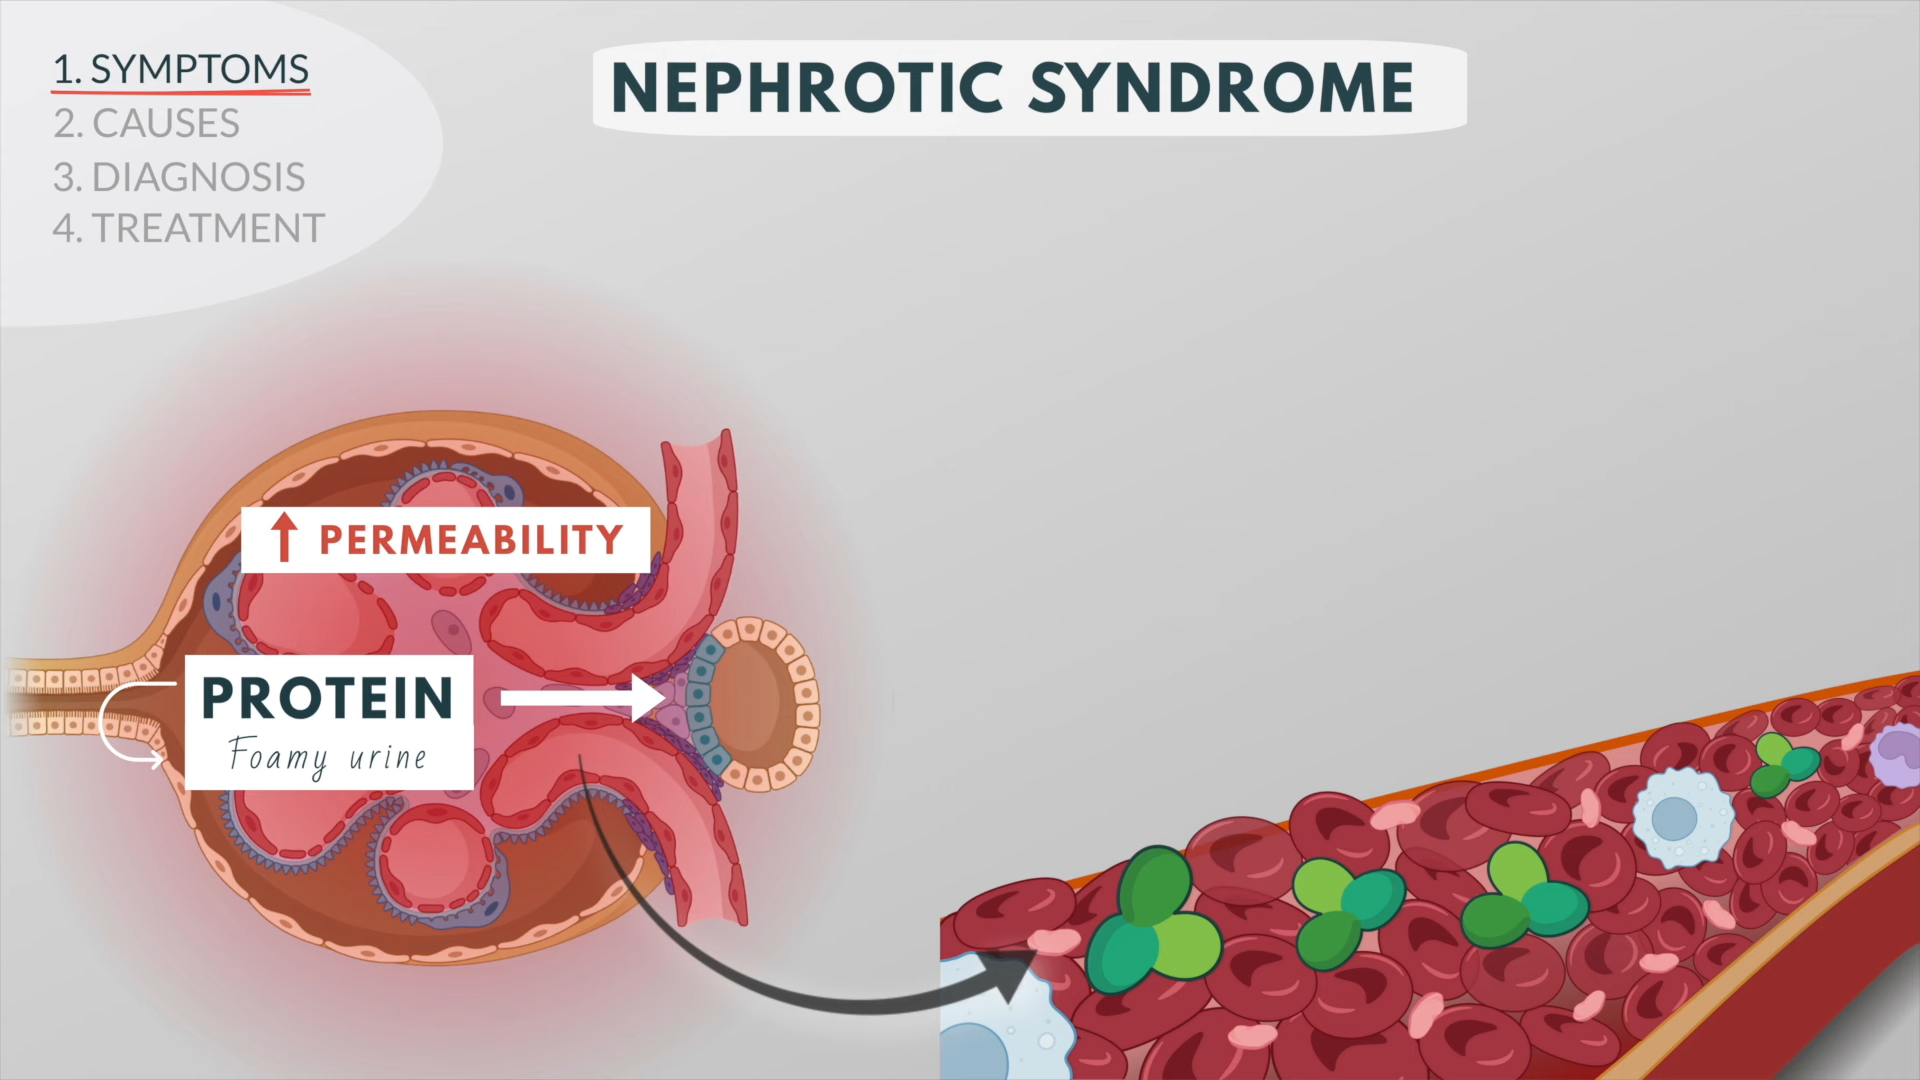 1. SYMPTOMS
2. CAUSES
3. DIAGNOSIS
4. TREATMENT
NEPHROTIC SYNDROME
PERMEABILITY
PROTEIN
Foamy urine